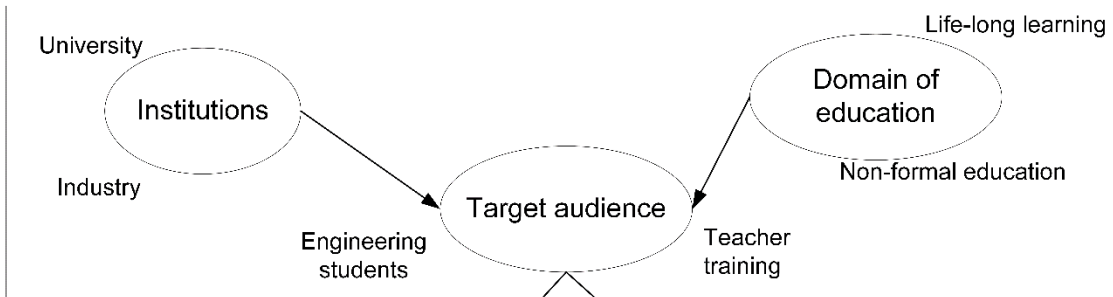 Life-long learning
University
Domain of
education
Institutions
Non-formal education
Industry
Target audience
Engineering
students
Teacher
training